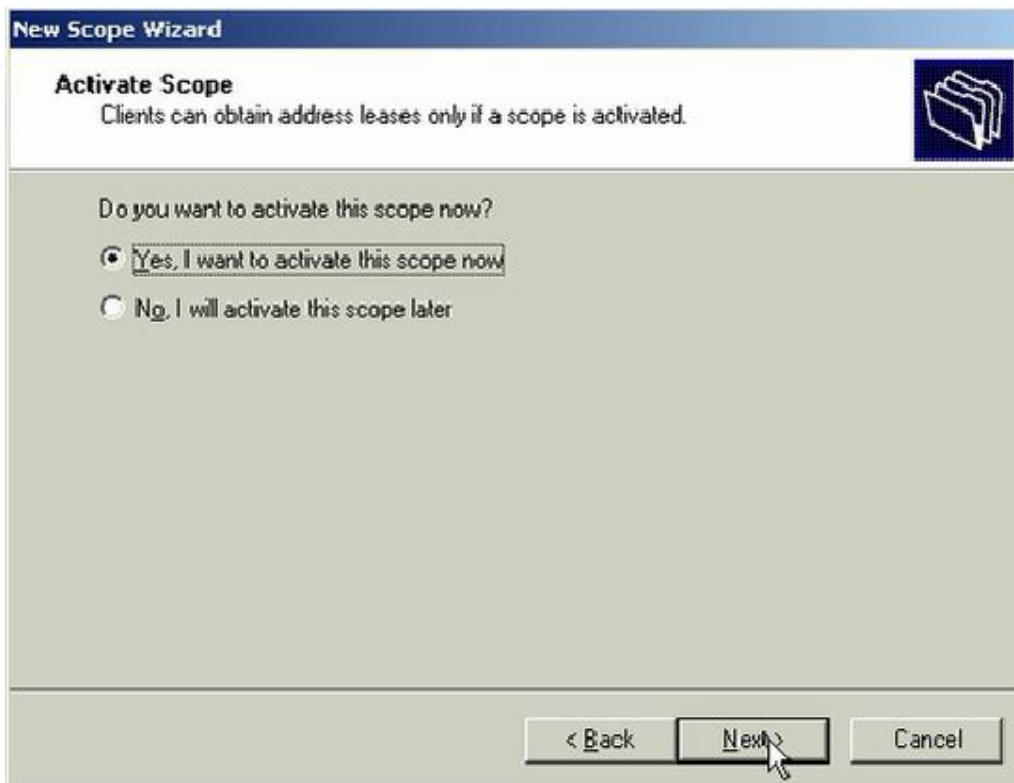 New Scope Wizard
Activate Scope
Clients can obtain address leases only if a scope is activated.
Do you want to activate this scope now?
Yes, I want to activate this scope now
No, I will activate this scope later
< Back
Next >
Cancel